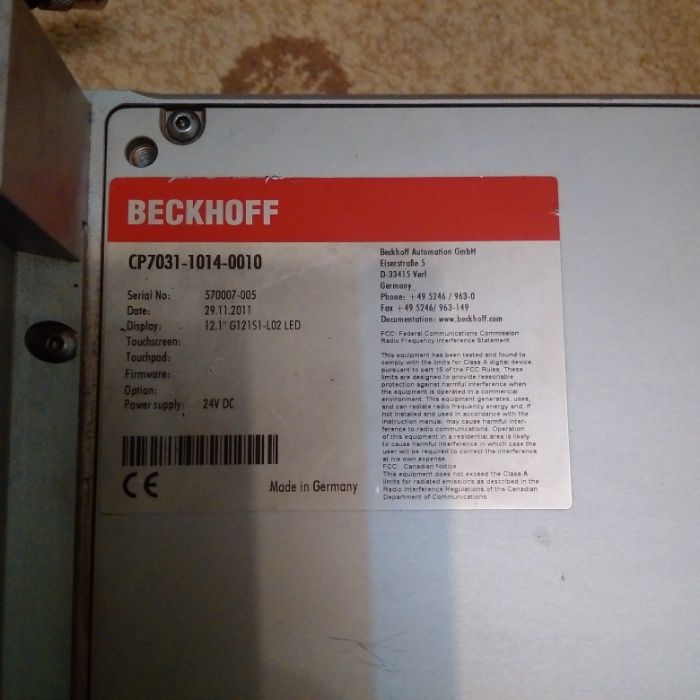 BECKHOFF
CP7031-1014-0010
Serial No: 570007-005
Date: 29.11.2011
Display: 12.1" G121S1-L02 LED
Touchscreen:
Touchpad:
Firmware:
Option:
Power supply: 24V DC
CE
Made in Germany
Beckhoff Automation GmbH
Eiserstraße 5
D-33415 Verl
Germany
Phone: +49 5246 / 963-0
Fax +49 5246/ 963-149
Documentation: www.beckhoff.com
FCC: Federal Communications Commission
Radio Frequency Interference Statement
This equipment has been tested and found to
comply with the limits for Class A digital device,
pursuant to part 15 of the FCC Rules. These
limits are designed to provide reasonable
protection against harmful interference when
the equipment is operated in a commercial
environment. This equipment generates, uses,
and can radiate radio frequency energy and, if
not installed and used in accordance with the
instruction manual, may cause harmful inter-
ference to radio communications. Operation
of this equipment in a residential area is likely
to cause harmful interference in which case the
user will be required to correct the interference
at his own expense.
FCC: Canadian Notice
This equipment does not exceed the Class A
limits for radiated emissions as described in the
Radio Interference Regulations of the Canadian
Department of Communications